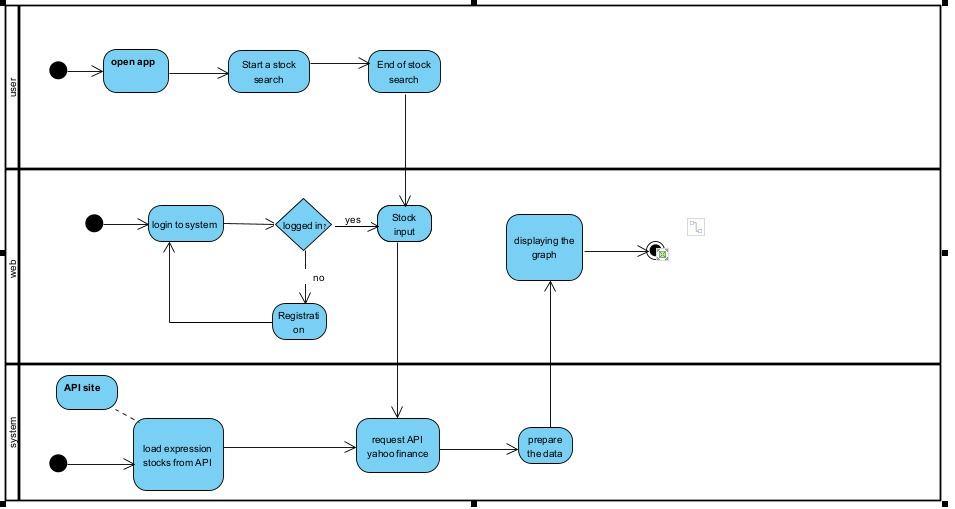 user
open app
Start a stock
search
End of stock
search
web
login to system
logged in?
yes
Stock
input
no
Registrati
on
displaying the
graph
system
API site
load expression
stocks from API
request API
yahoo finance
prepare
the data